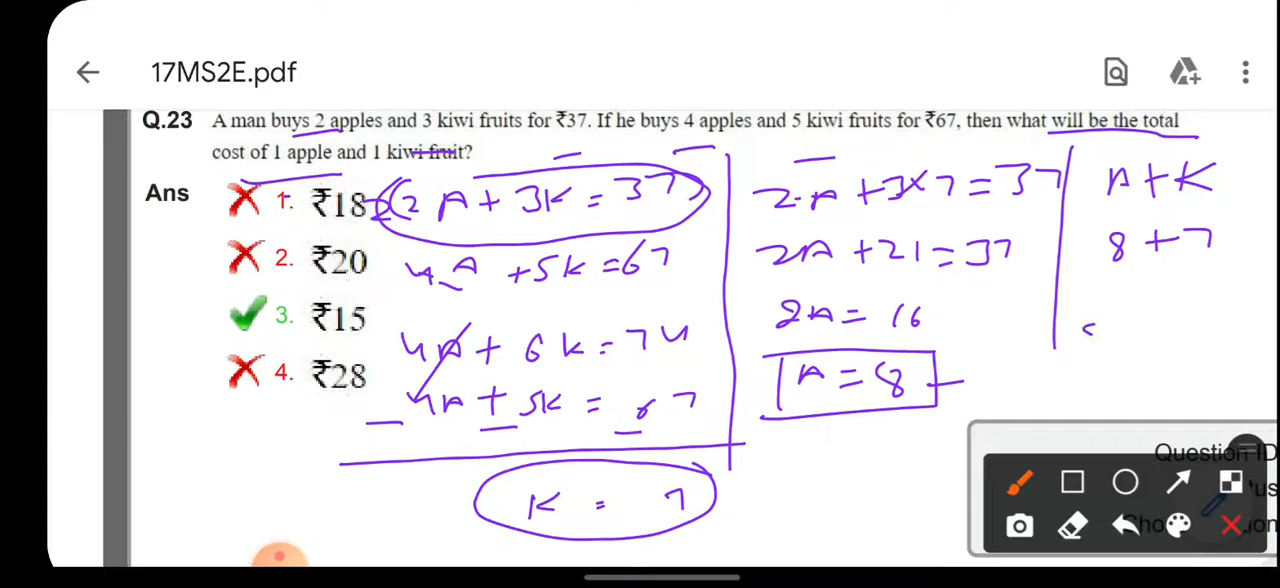 17MS2E.pdf
Q.23 A man buys 2 apples and 3 kiwi fruits for ₹37. If he buys 4 apples and 5 kiwi fruits for ₹67, then what will be the total
cost of 1 apple and 1 kiwi fruit?
Ans
1. ₹18
2. ₹20
3. ₹15
4. ₹28
2(2A + 3K = 37)
4A + 5K = 67
4A + 6K = 74
4A + 5K = 67
K = 7
2A + 3×7 = 37
2A + 21 = 37
2A = 16
A = 8
A + K
8 + 7
Question ID